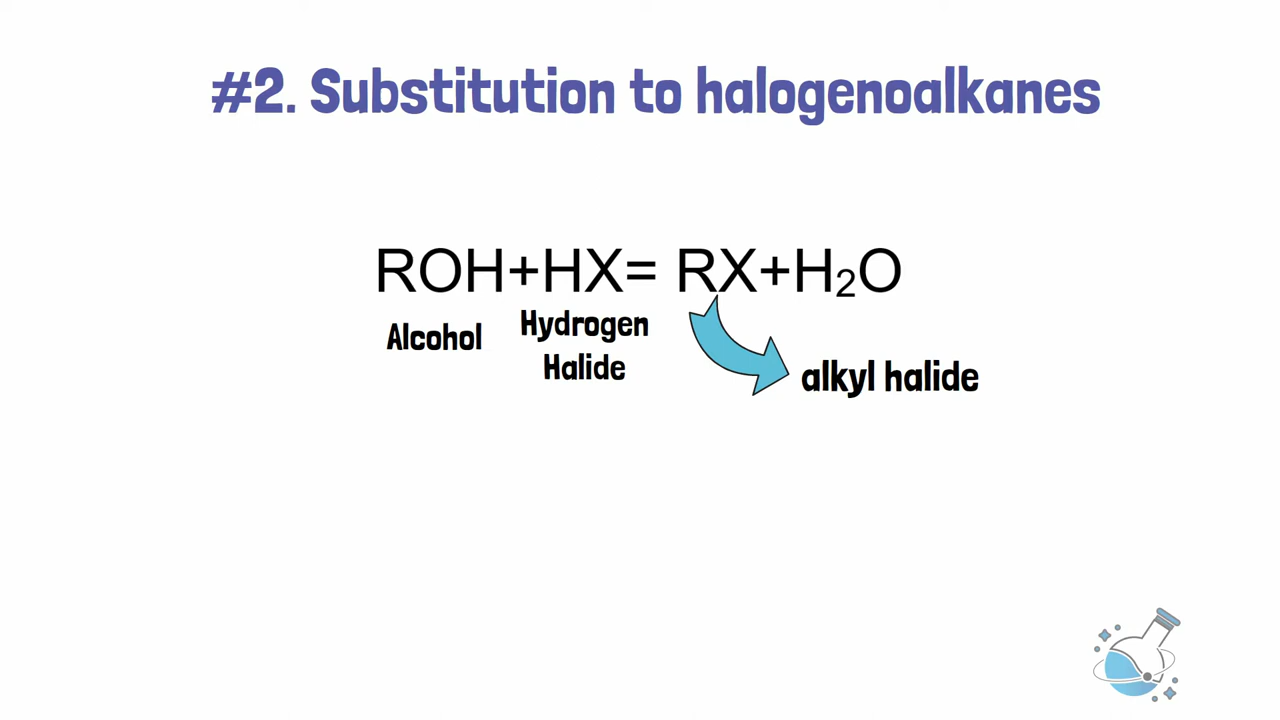 #2. Substitution to halogenoalkanes
ROH+HX= RX+H₂O
Alcohol
Hydrogen
Halide
alkyl halide